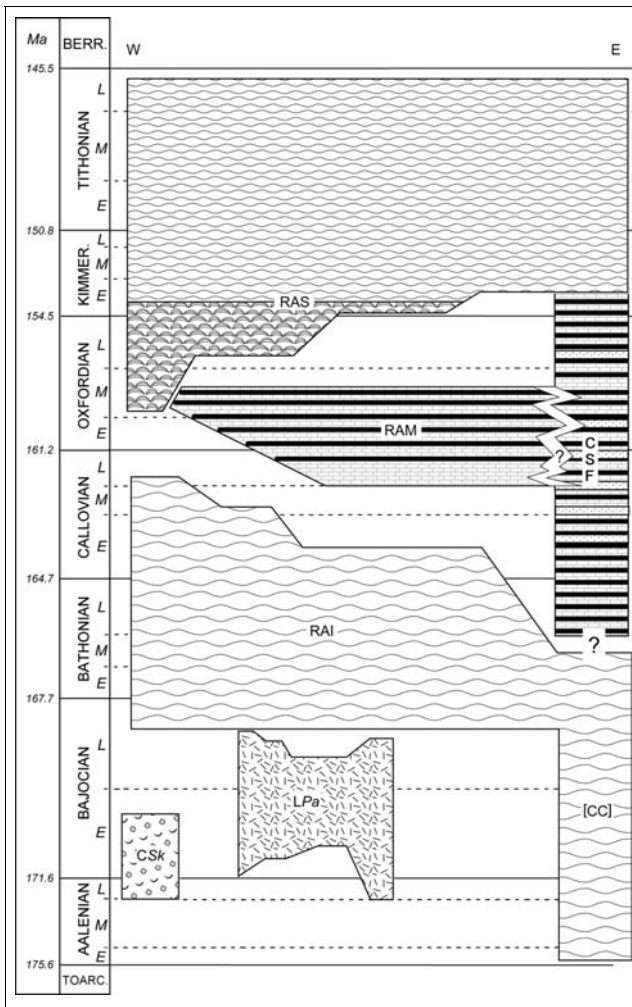 Ma BERR. W E
145.5
L
TITHONIAN M
E
150.8
L
KIMMER. M
E
RAS
154.5
L
OXFORDIAN M
RAM
E
161.2
? C S F
L
CALLOVIAN M
E
164.7
L
RAI
BATHONIAN M
?
E
167.7
L
BAJOCIAN
LPa [CC]
E
CSk
171.6
L
AALENIAN M
E
175.6
TOARC.